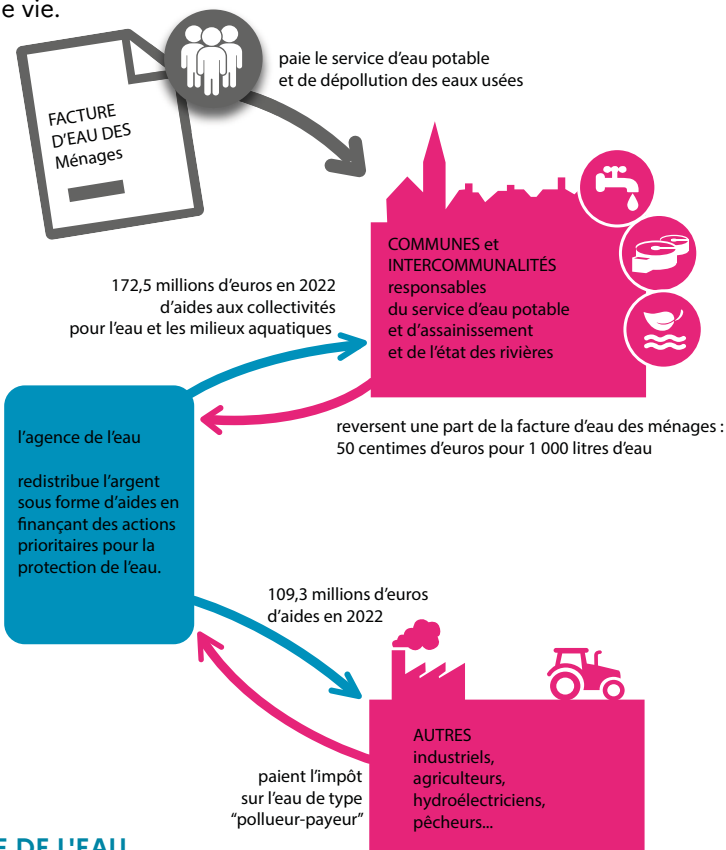 e vie.
paie le service d'eau potable
et de dépollution des eaux usées
FACTURE
D'EAU DES
Ménages
COMMUNES et
INTERCOMMUNALITÉS
responsables
du service d'eau potable
et d'assainissement
et de l'état des rivières
172,5 millions d'euros en 2022
d'aides aux collectivités
pour l'eau et les milieux aquatiques
reversent une part de la facture d'eau des ménages :
50 centimes d'euros pour 1 000 litres d'eau
l'agence de l'eau
redistribue l'argent
sous forme d'aides en
finançant des actions
prioritaires pour la
protection de l'eau.
109,3 millions d'euros
d'aides en 2022
AUTRES
industriels,
agriculteurs,
hydroélectriciens,
pêcheurs...
paient l'impôt
sur l'eau de type
“pollueur-payeur”
E DE L'EAU